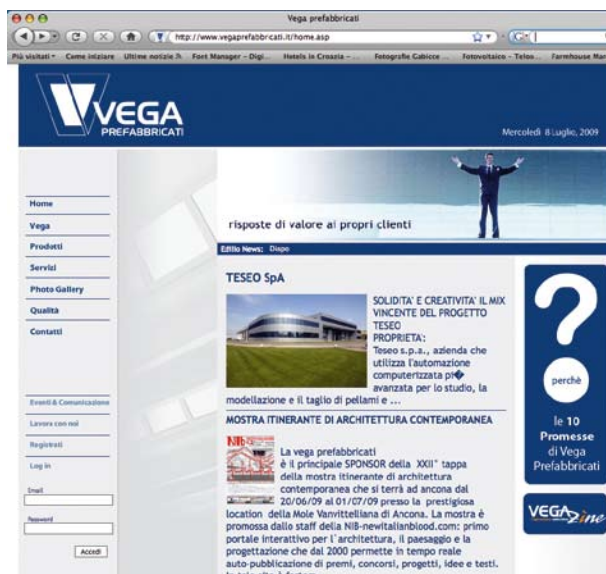 Vega prefabbricati
http://www.vegaprefabbricati.it/home.asp
Più visitati Come iniziare Ultime notizie Font Manager - Digi... Hotels in Croazia - ... Fotografie Gabicce ... Fotovoltaico - Teleo... Farmhouse Mar
VEGA
PREFABBRICATI
Mercoledì 8 Luglio, 2009
risposte di valore ai propri clienti
Edilio News: Diapo
Home
Vega
Prodotti
Servizi
Photo Gallery
Qualità
Contatti
Eventi & Comunicazione
Lavora con noi
Registrati
Log in
Email
Password
Accedi
TESEO SpA
SOLIDITA' E CREATIVITA' IL MIX
VINCENTE DEL PROGETTO
TESEO
PROPRIETA':
Teseo s.p.a., azienda che
utilizza l'automazione
computerizzata pi�
avanzata per lo studio, la
modellazione e il taglio di pellami e ...
MOSTRA ITINERANTE DI ARCHITETTURA CONTEMPORANEA
NIB
La vega prefabbricati
è il principale SPONSOR della XXII° tappa
della mostra itinerante di architettura
contemporanea che si terrà ad ancona dal
20/06/09 al 01/07/09 presso la prestigiosa
location della Mole Vanvittelliana di Ancona. La mostra è
promossa dallo staff della NIB-newitalianblood.com: primo
portale interattivo per l'architettura, il paesaggio e la
progettazione che dal 2000 permette in tempo reale
auto-pubblicazione di premi, concorsi, progetti, idee e testi.
?
perchè
le 10
Promesse
di Vega
Prefabbricati
VEGAzine